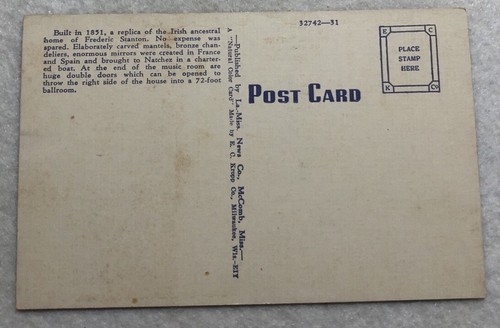 Built in 1851, a replica of the Irish ancestral
home of Frederic Stanton. No expense was
spared. Elaborately carved mantels, bronze chan-
deliers, enormous mirrors were created in France
and Spain and brought to Natchez in a charter-
ed boat. At the end of the music room are
huge double doors which can be opened to
throw the right side of the house into a 72-foot
ballroom.
—Published by La.-Miss. News Co., McComb, Miss.—
A "Natural Color Card" Made by E. C. Kropp Co., Milwaukee, Wis.—EIY
32742—31
POST CARD
E C
PLACE
STAMP
HERE
K Co